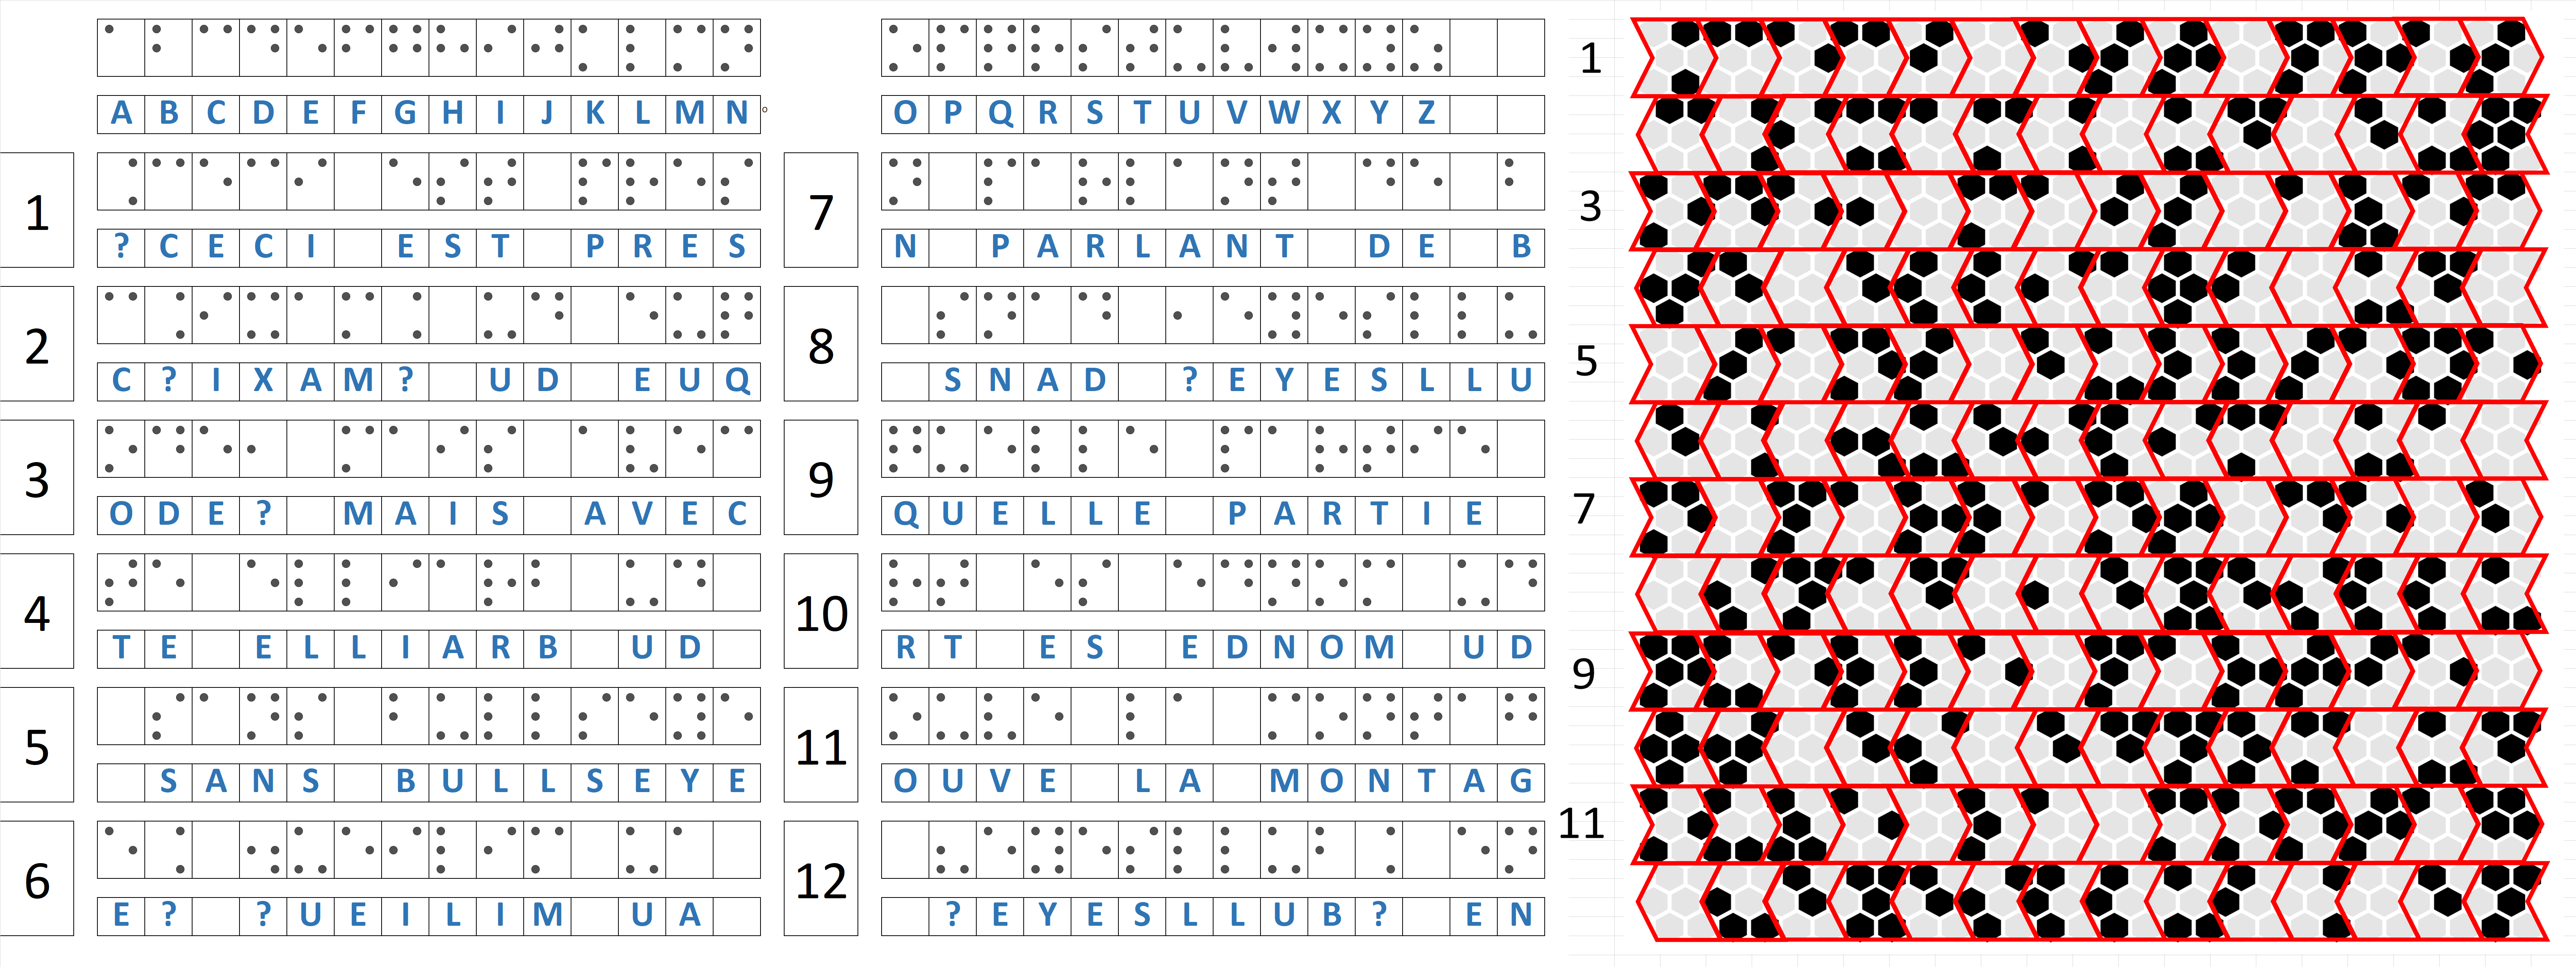 A B C D E F G H I J K L M N
O P Q R S T U V W X Y Z
1 ? C E C I   E S T   P R E S
2 C ? I X A M ?   U D   E U Q
3 O D E ?   M A I S   A V E C
4 T E   E L L I A R B   U D
5 S A N S   B U L L S E Y E
6 E ?   ? U E I L I M   U A
7 N   P A R L A N T   D E   B
8 S N A D   ? E Y E S L L U
9 Q U E L L E   P A R T I E
10 R T   E S   E D N O M   U D
11 O U V E   L A   M O N T A G
12 ? E Y E S L L U B ?   E N
1
3
5
7
9
11